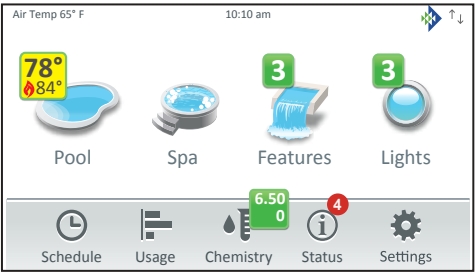 Air Temp 65° F
10:10 am
78°
84°
3
3
Pool
Spa
Features
Lights
6.50
0
4
Schedule
Usage
Chemistry
Status
Settings